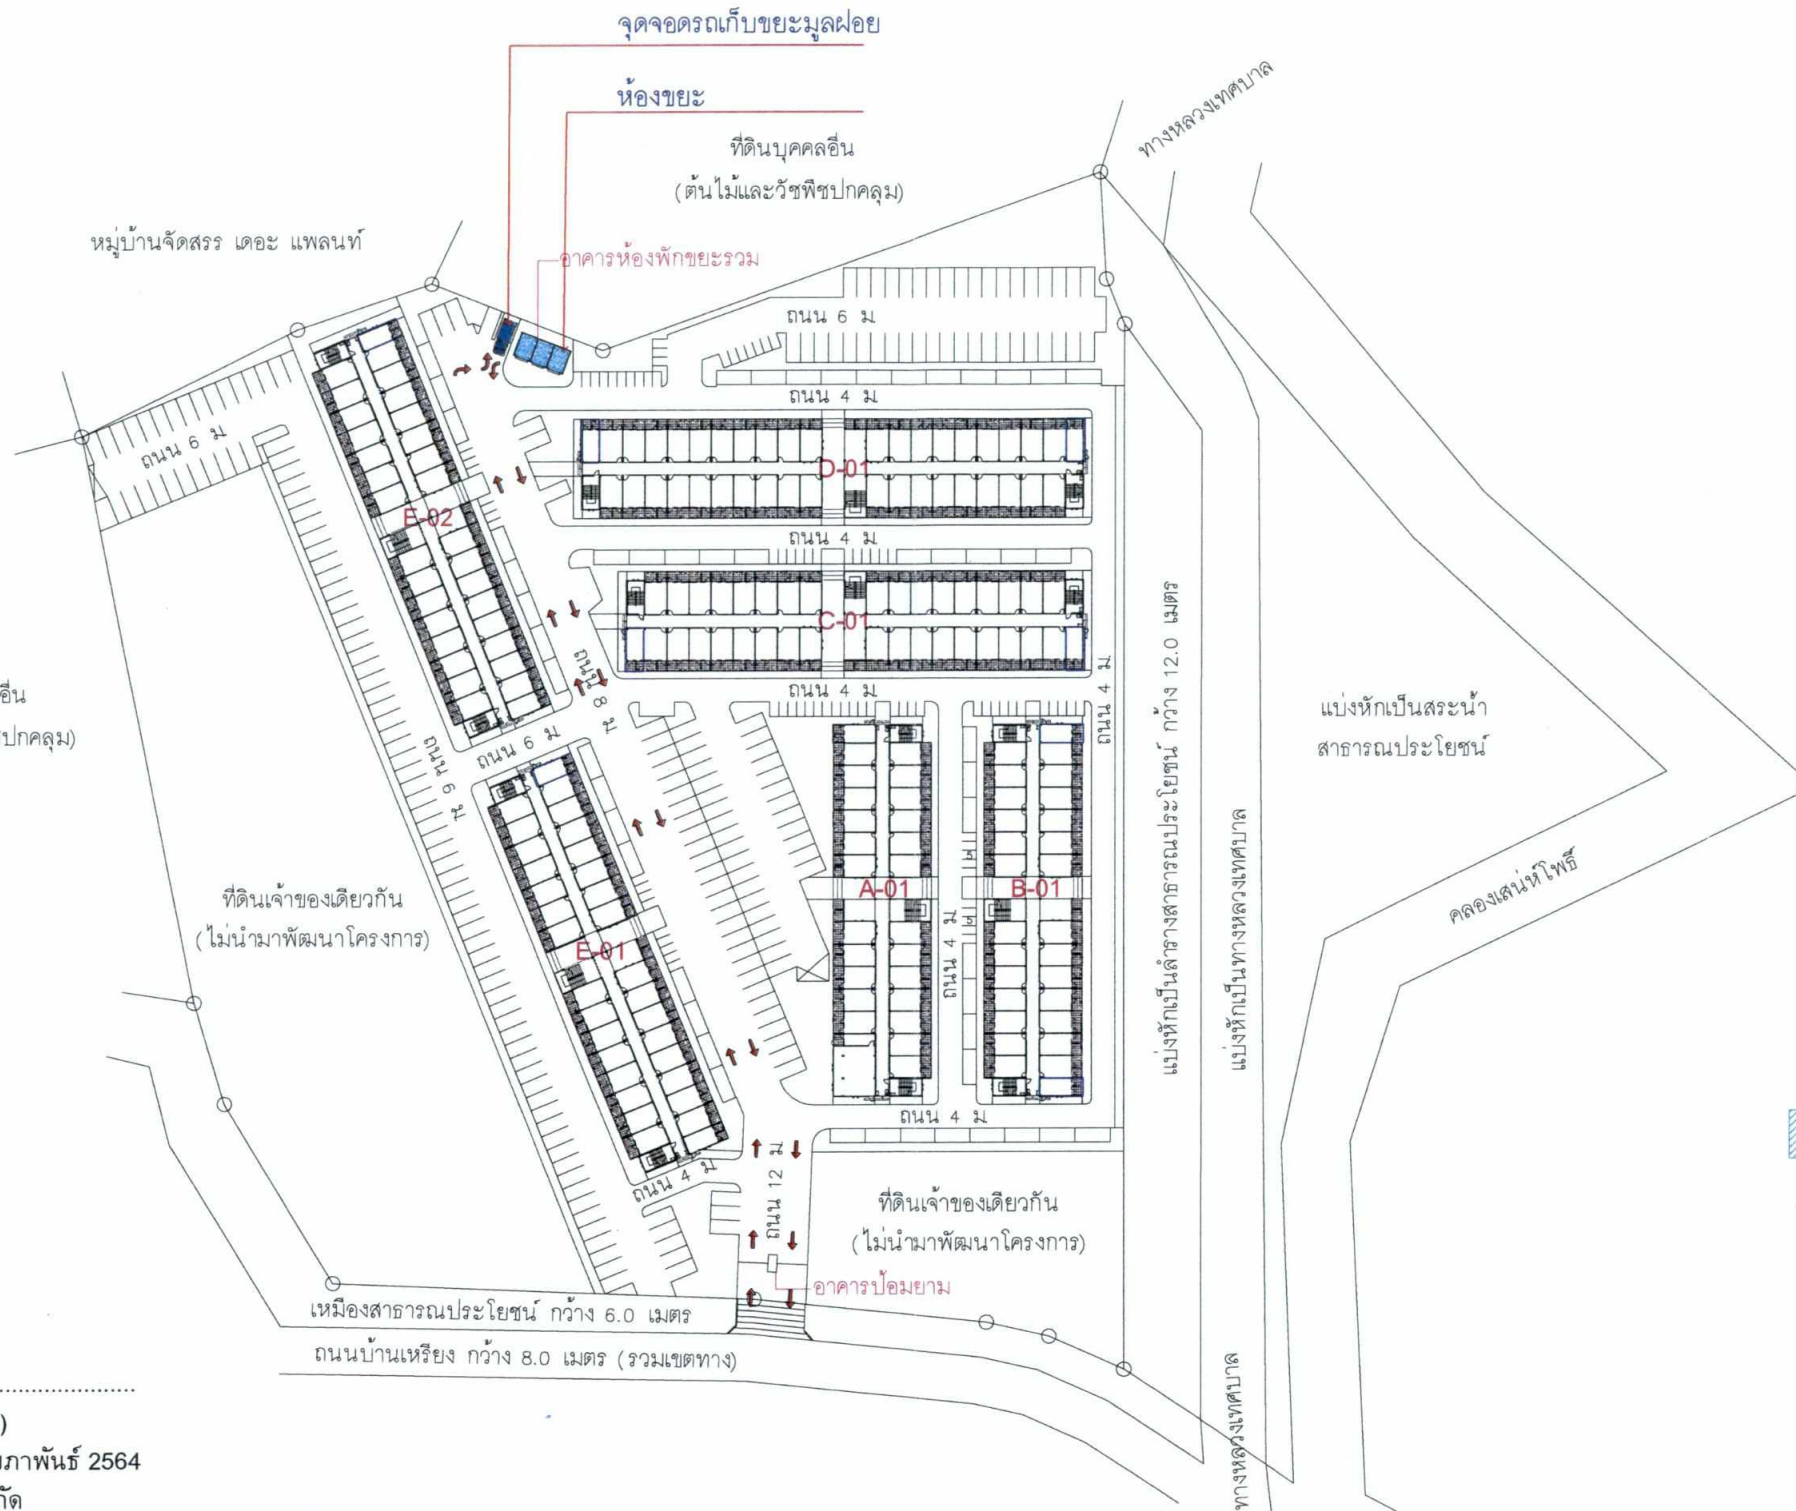 จุดจอดรถเก็บขยะมูลฝอย
ห้องขยะ
ที่ดินบุคคลอื่น
(ต้นไม้และวัชพืชปกคลุม)
ทางหลวงเทศบาล
หมู่บ้านจัดสรร เดอะ แพลนท์
อาคารห้องพักขยะรวม
ถนน 6 ม
ถนน 4 ม
ถนน 6 ม
D-01
E-02
ถนน 4 ม
C-01
ถนน 8 ม
ถนน 4 ม
ถนน 4 ม
แบ่งหักเป็นลำรางสาธารณประโยชน์ กว้าง 12.0 เมตร
แบ่งหักเป็นทางหลวงเทศบาล
แบ่งหักเป็นสระน้ำ
สาธารณประโยชน์
อื่น
ปกคลุม)
ถนน 6 ม
ถนน 6 ม
คลองเสน่ห์โพธิ์
ที่ดินเจ้าของเดียวกัน
(ไม่นำมาพัฒนาโครงการ)
A-01
B-01
E-01
ถนน 4 ม
ถนน 4 ม
ถนน 4 ม
ถนน 12 ม
ที่ดินเจ้าของเดียวกัน
(ไม่นำมาพัฒนาโครงการ)
อาคารป้อมยาม
เหมืองสาธารณประโยชน์ กว้าง 6.0 เมตร
ถนนบ้านเหรียง กว้าง 8.0 เมตร (รวมเขตทาง)
ทางหลวงเทศบาล
)
ภาพันธ์ 2564
กัด